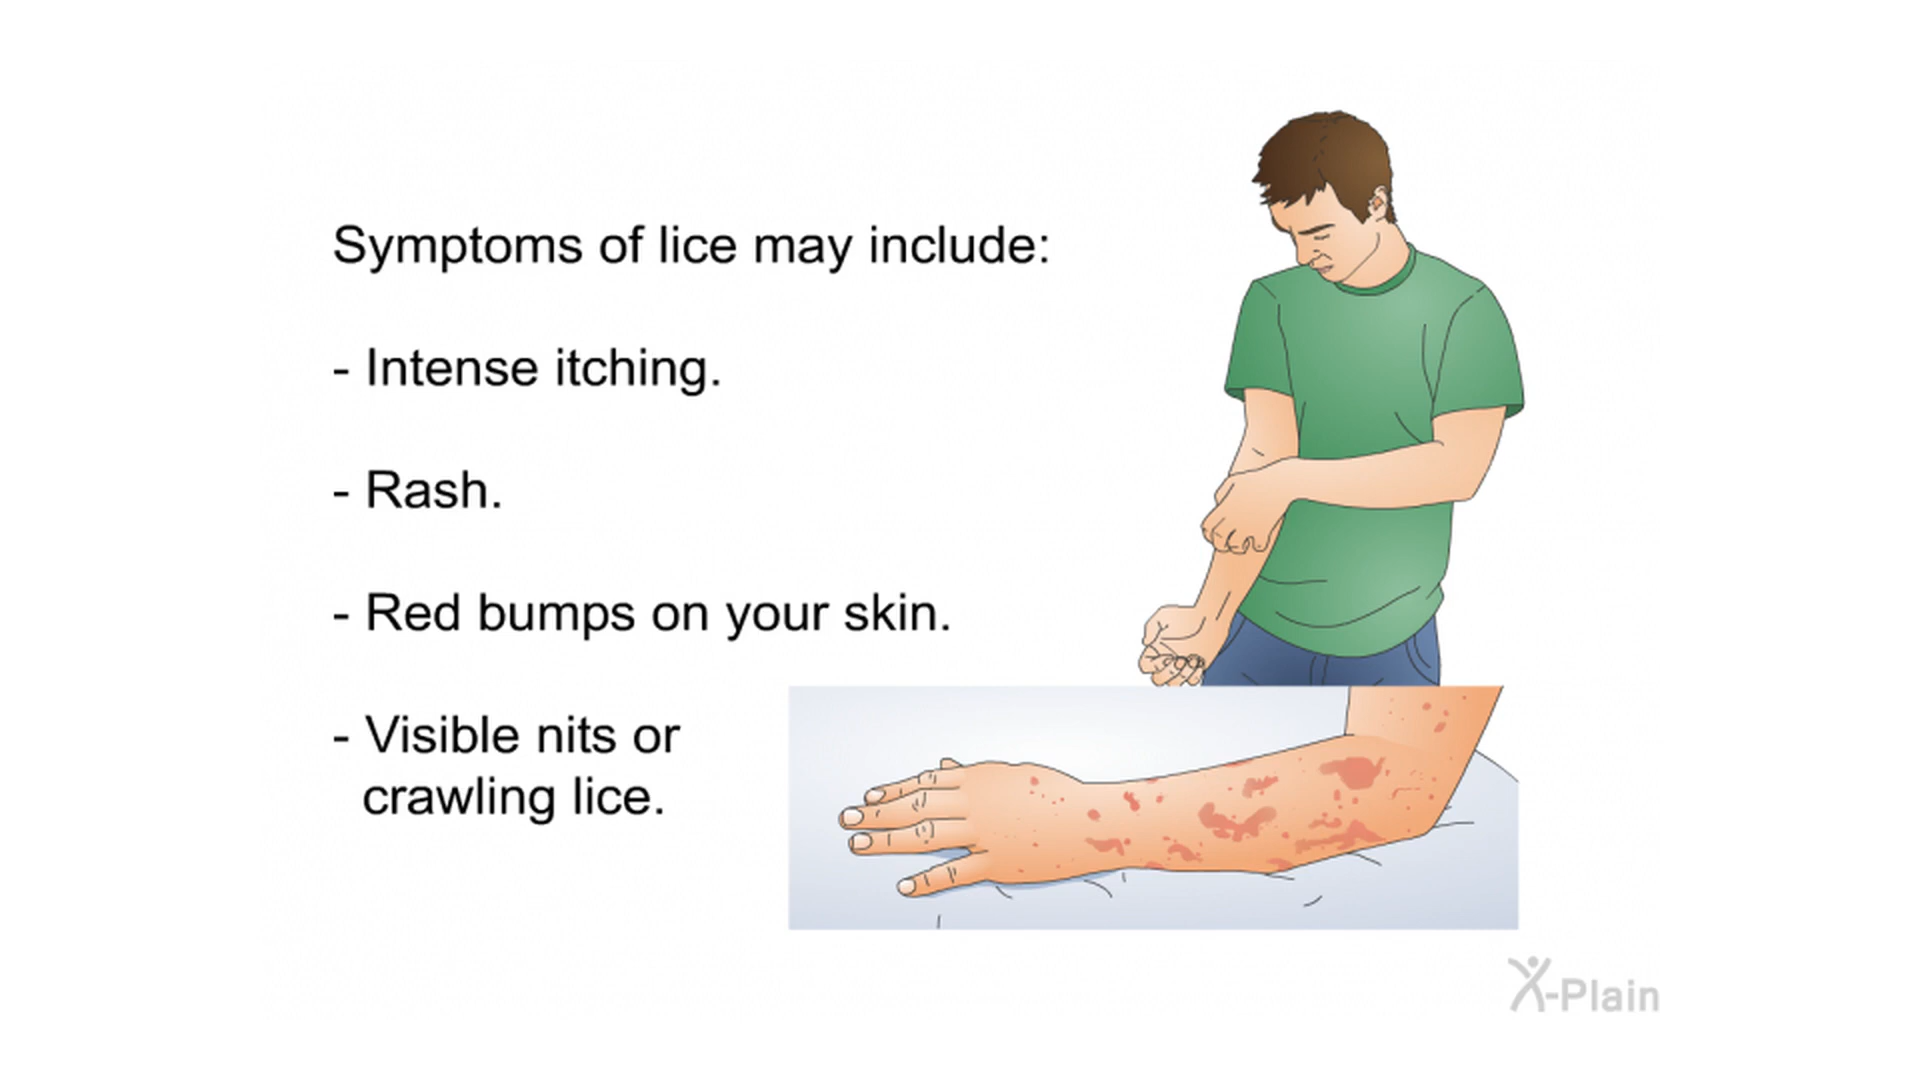 Symptoms of lice may include:
- Intense itching.
- Rash.
- Red bumps on your skin.
- Visible nits or
crawling lice.
X-Plain